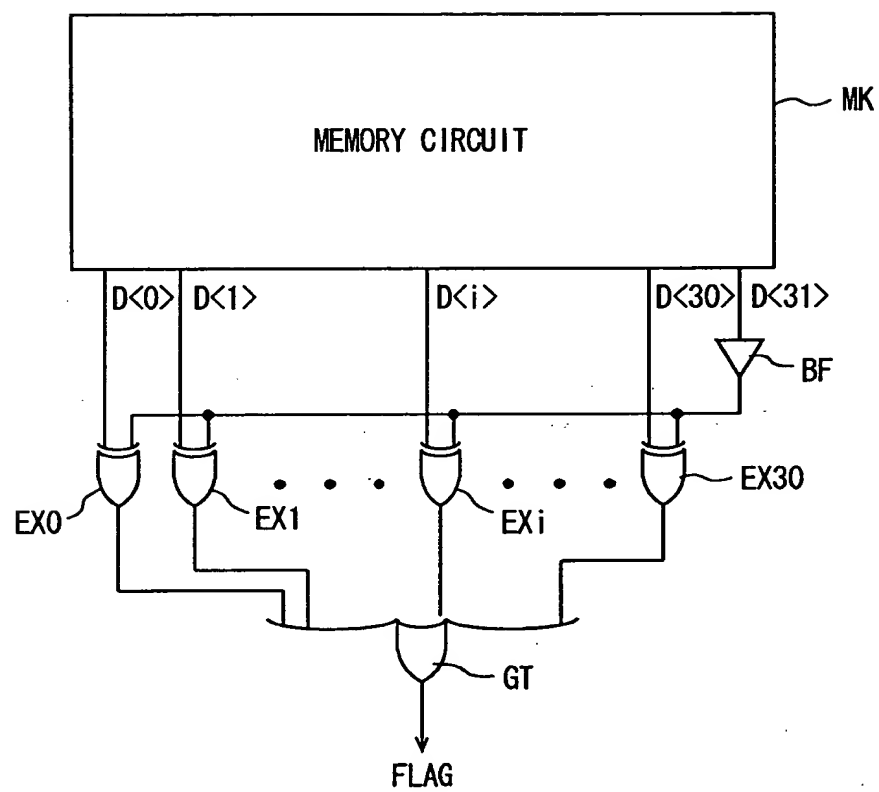 MEMORY CIRCUIT
MK
D<0>
D<1>
D<i>
D<30>
D<31>
BF
EX0
EX1
EXi
EX30
GT
FLAG